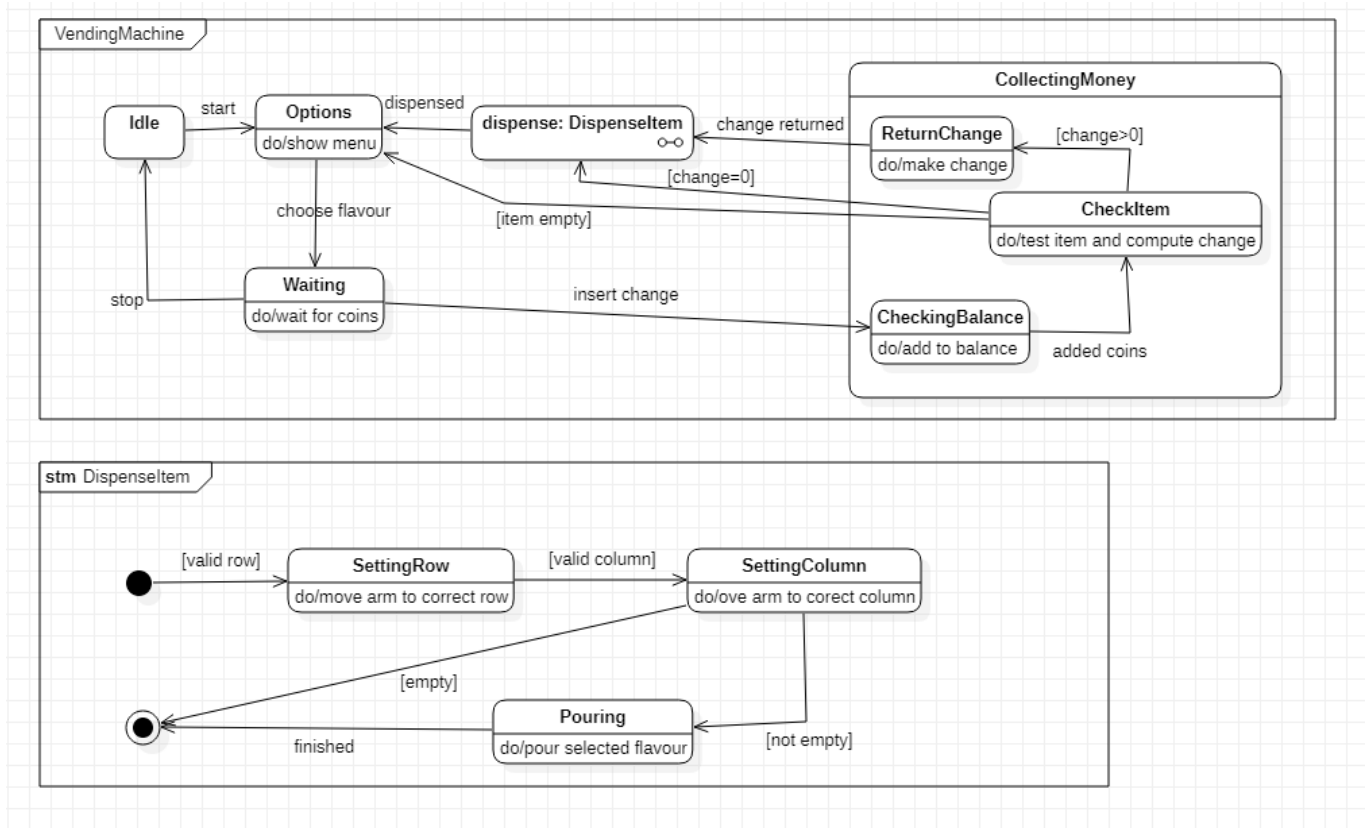 VendingMachine
CollectingMoney
Idle
start
Options
do/show menu
dispensed
dispense: DispenseItem
change returned
ReturnChange
do/make change
[change>0]
[change=0]
[item empty]
CheckItem
do/test item and compute change
choose flavour
Waiting
do/wait for coins
stop
insert change
CheckingBalance
do/add to balance
added coins
stm DispenseItem
[valid row]
SettingRow
do/move arm to correct row
[valid column]
SettingColumn
do/ove arm to corect column
[empty]
[not empty]
Pouring
do/pour selected flavour
finished